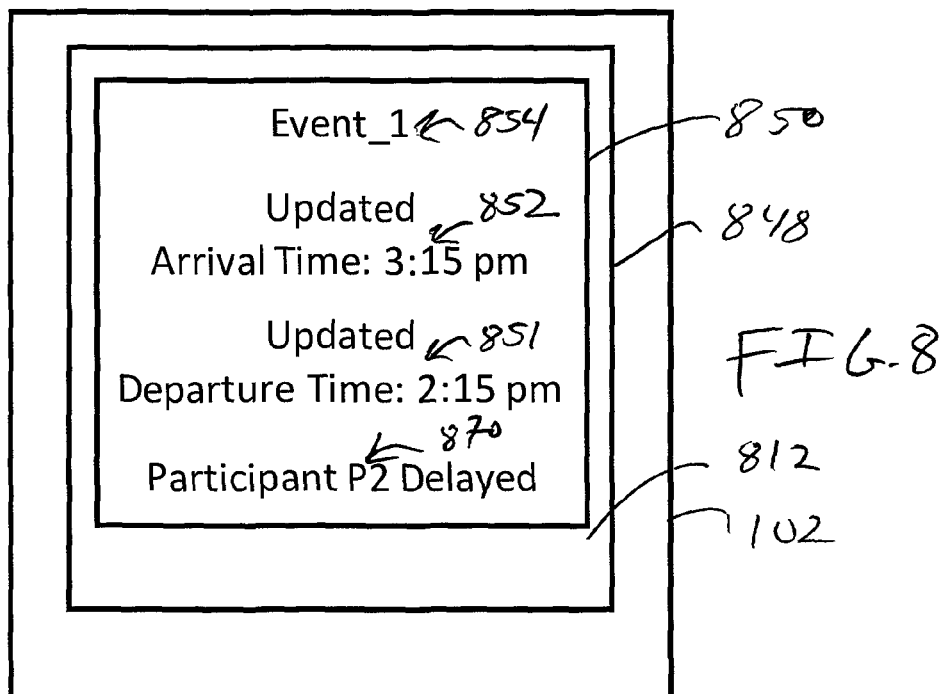 Event_1 854
850
Updated 852
848
Arrival Time: 3:15 pm
Updated 851
FIG.8
Departure Time: 2:15 pm
870
812
Participant P2 Delayed
102